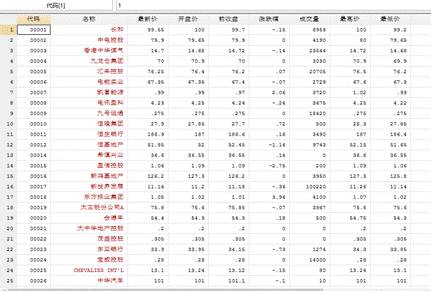 代码[1] 1
代码 名称 最新价 开盘价 前收盘 涨跌幅 成交量 最高价 最低价
1 00001 长和 99.55 100 99.7 -.15 8959 100 99.2
2 00002 中电控股 79.9 79.65 79.9 0 4190 80 79.65
3 00003 香港中华煤气 14.7 14.68 14.72 -.14 23644 14.72 14.68
4 00004 九龙仓集团 70 70.9 70 0 3030 70.9 69.9
5 00005 汇丰控股 76.25 76.4 76.2 .07 20705 76.5 76.2
6 00006 电能实业 67.35 67.35 67.4 -.07 2729 67.6 67.3
7 00007 凯富能源 .99 .99 .97 2.06 3720 1.02 .99
8 00008 电讯盈科 4.23 4.25 4.24 -.24 3675 4.25 4.22
9 00009 九号运通 .275 .275 .275 0 18420 .275 .275
10 00010 恒隆集团 27.9 27.85 27.7 .72 500 28.3 27.85
11 00011 恒生银行 186.9 187 186.6 .16 3490 187 186.4
12 00012 恒基地产 51.85 52 52.45 -1.14 9749 52.15 51.65
14 00014 希慎兴业 36.6 36.55 36.55 .14 0 36.6 36.55
15 00015 盈信控股 1.06 1.09 1.09 -2.75 200 1.09 1.06
16 00016 新鸿基地产 126.2 127.3 126.2 0 3950 127.3 125.8
17 00017 新世界发展 11.14 11.2 11.18 -.36 100220 11.26 11.14
18 00018 东方报业集团 1.05 1.02 1.01 3.96 4100 1.07 1.02
19 00019 太古股份公司A 75.8 75.6 75.85 -.07 3867 75.8 75.6
20 00020 会德丰 54.4 54.3 54.3 .18 500 54.75 54.3
21 00021 大中华地产控股 .2 .2 .2 0 0 .2 .2
22 00022 茂盛控股 .305 .305 .305 0 0 .305 .305
23 00023 东亚银行 33.9 33.95 34.15 -.73 1274 34.3 33.85
24 00024 宝威控股 .28 .28 .28 0 14000 .28 .28
25 00025 CHEVALIER INT'L 13.1 13.24 13.12 -.15 80 13.24 13.1
26 00026 中华汽车 101 101 101.1 -.1 10 101 101